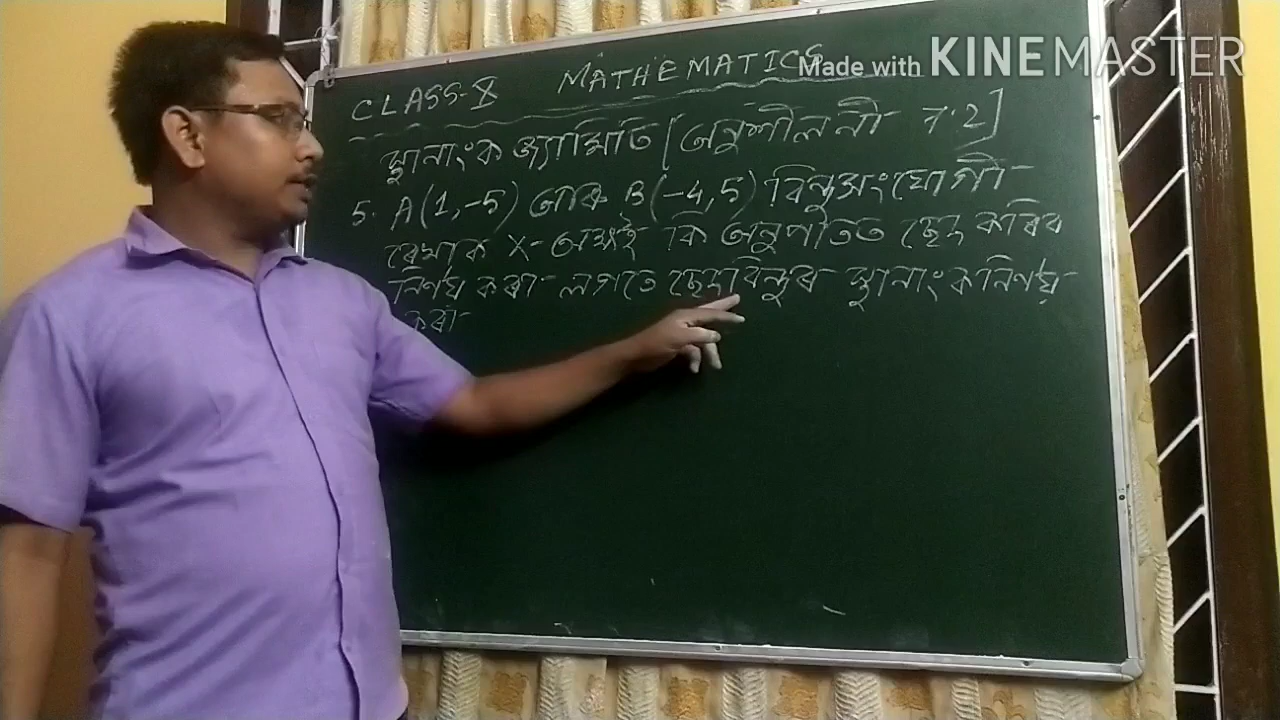 Made with KINEMASTER
CLASS-X MATHEMATICS
স্থানাংক জ্যামিতি [অনুশীলনী 7.2]
5. A(1,-5) আৰু B(-4,5) বিন্দুসংযোগী
ৰেখাক X-অক্ষই কি অনুপাতত ছেদ কৰিব
নিৰ্ণয় কৰা- লগতে ছেদবিন্দুৰ স্থানাংক নিৰ্ণয়
কৰা-